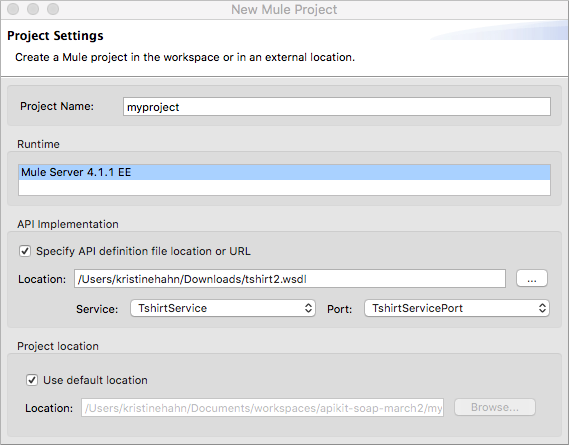 New Mule Project
Project Settings
Create a Mule project in the workspace or in an external location.
Project Name: myproject
Runtime
Mule Server 4.1.1 EE
API Implementation
Specify API definition file location or URL
Location: /Users/kristinehahn/Downloads/tshirt2.wsdl ...
Service: TshirtService Port: TshirtServicePort
Project location
Use default location
Location: /Users/kristinehahn/Documents/workspaces/apikit-soap-march2/my Browse...